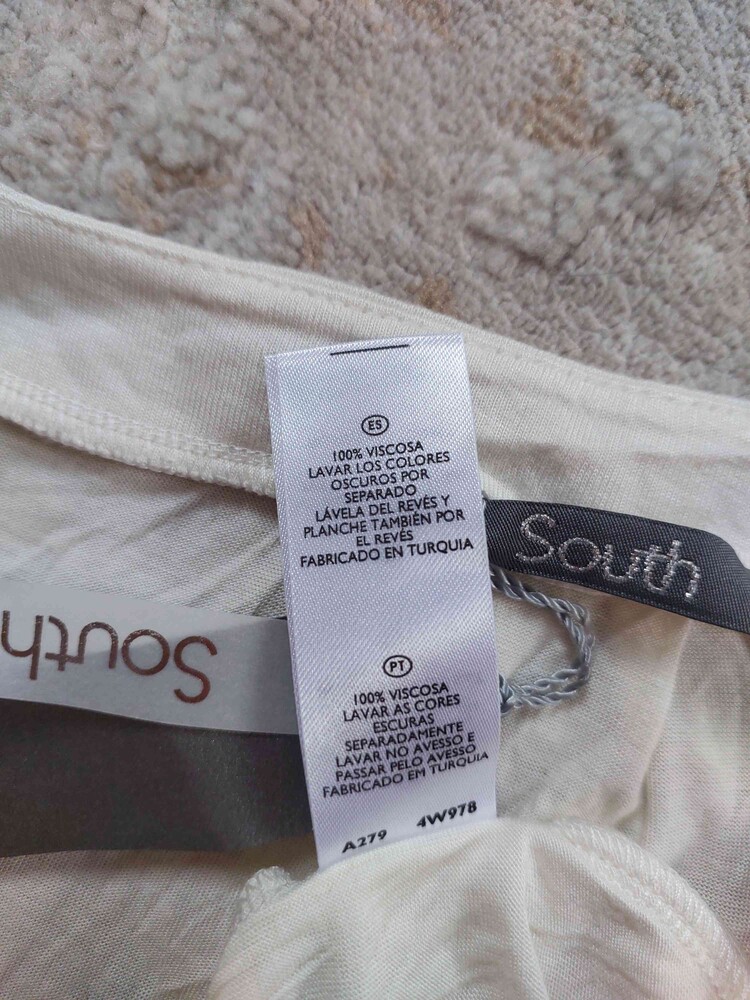 ES
100% VISCOSA
LAVAR LOS COLORES
OSCUROS POR
SEPARADO
LÁVELA DEL REVÉS Y
PLANCHE TAMBIÉN POR
EL REVÉS
FABRICADO EN TURQUIA
South
South
PT
100% VISCOSA
LAVAR AS CORES
ESCURAS
SEPARADAMENTE
LAVAR NO AVESSO E
PASSAR PELO AVESSO
FABRICADO EM TURQUIA
A279 4W978